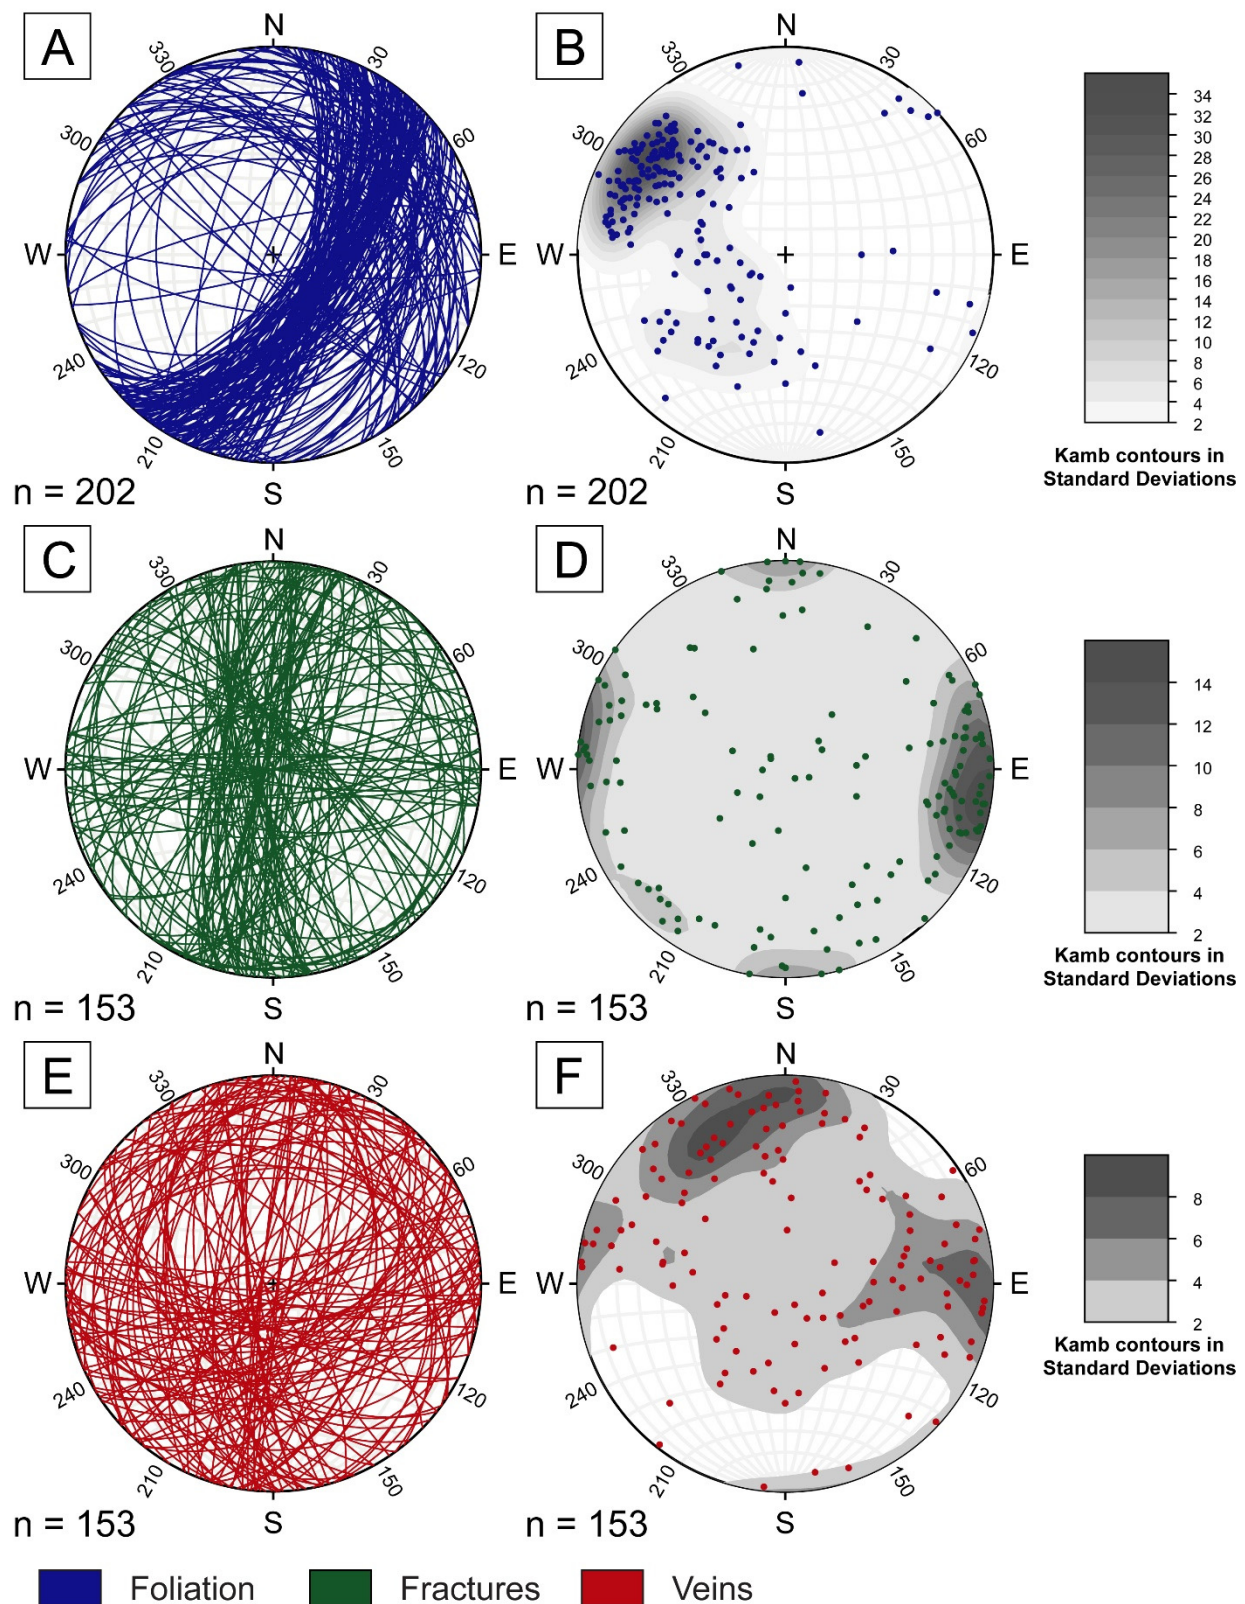 A
N
330
30
300
60
W
E
240
120
210
150
S
n = 202
B
N
330
30
300
60
W
E
240
120
210
150
S
n = 202
34
32
30
28
26
24
22
20
18
16
14
12
10
8
6
4
2
Kamb contours in
Standard Deviations
C
N
330
30
300
60
W
E
240
120
210
150
S
n = 153
D
N
330
30
300
60
W
E
240
120
210
150
S
n = 153
14
12
10
8
6
4
2
Kamb contours in
Standard Deviations
E
N
330
30
300
60
W
E
240
120
210
150
S
n = 153
F
N
330
30
300
60
W
E
240
120
210
150
S
n = 153
8
6
4
2
Kamb contours in
Standard Deviations
Foliation
Fractures
Veins